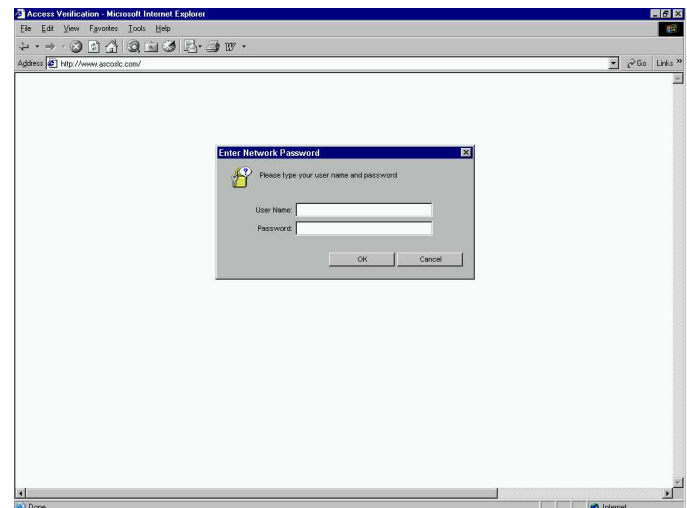 Access Verification - Microsoft Internet Explorer
File Edit View Favorites Tools Help
Address http://www.ascoslc.com/ Go Links »
Enter Network Password
Please type your user name and password
User Name:
Password:
OK Cancel
Done Internet